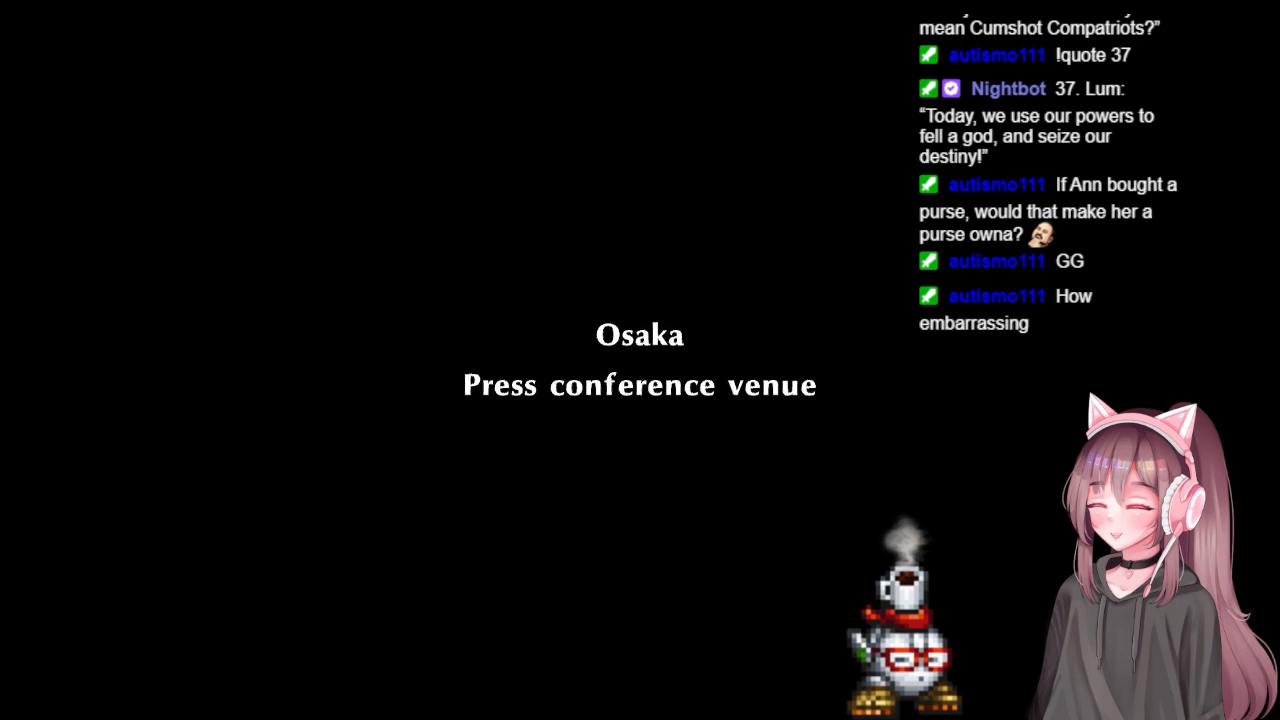 mean Cumshot Compatriots?”
autismo111 !quote 37
Nightbot 37. Lum:
“Today, we use our powers to
fell a god, and seize our
destiny!”
autismo111 If Ann bought a
purse, would that make her a
purse owna?
autismo111 GG
autismo111 How
embarrassing
Osaka
Press conference venue